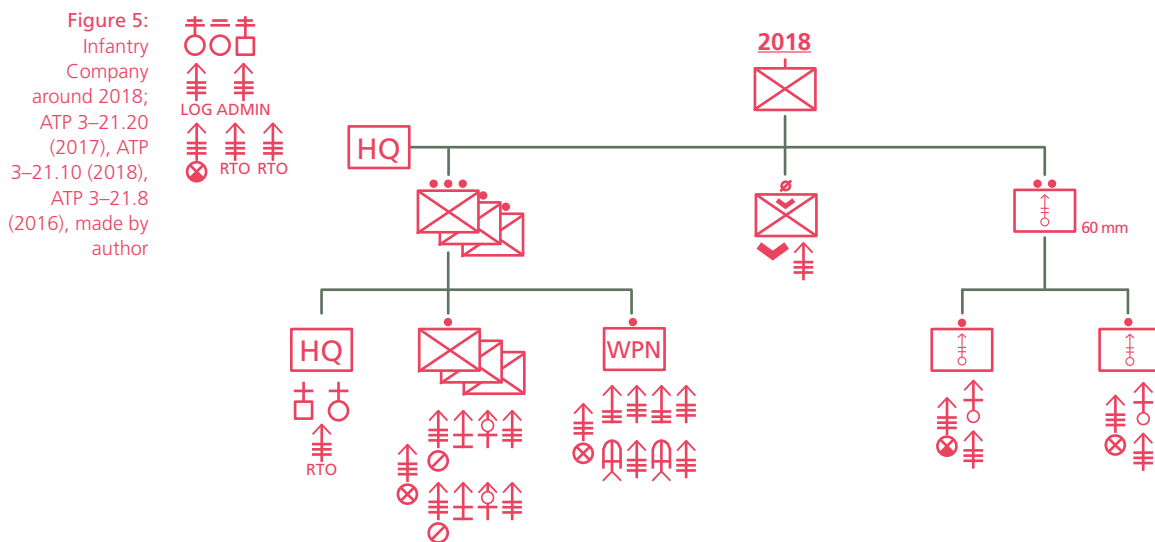 Figure 5:
Infantry
Company
around 2018;
ATP 3–21.20
(2017), ATP
3–21.10 (2018),
ATP 3–21.8
(2016), made by
author
LOG ADMIN
RTO RTO
2018
HQ
60 mm
HQ
WPN
RTO